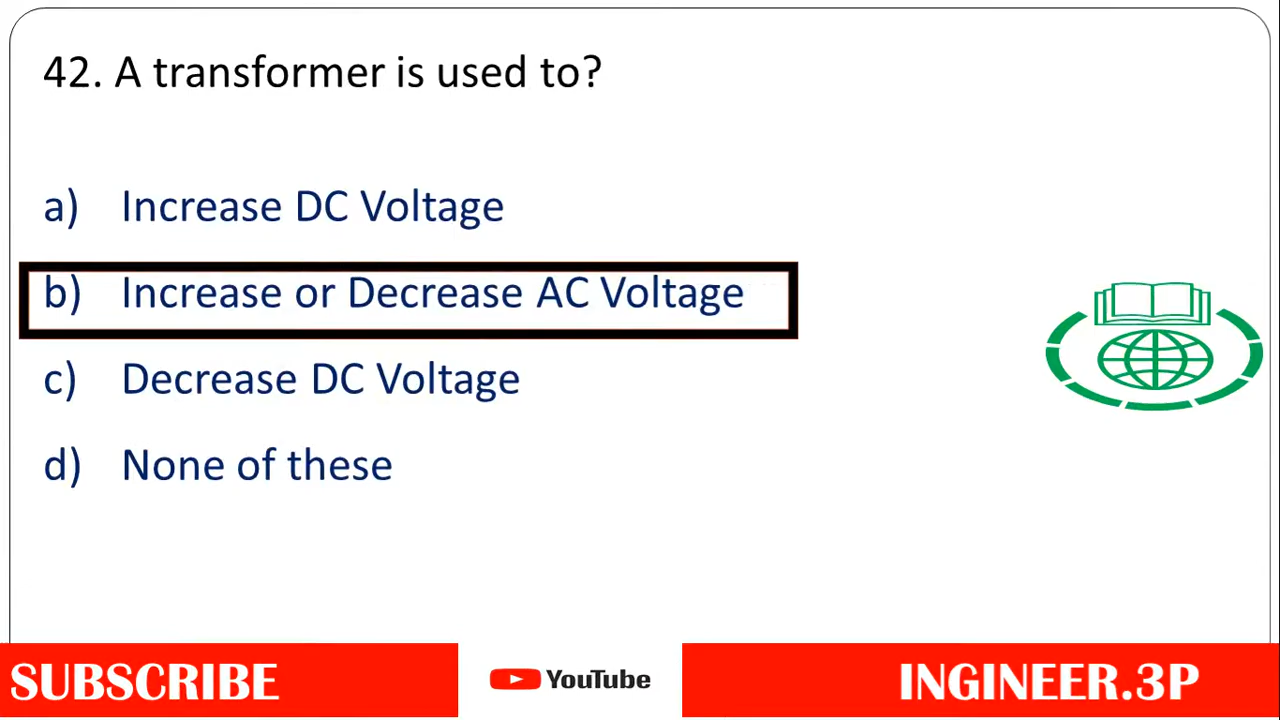 42. A transformer is used to?
a) Increase DC Voltage
b) Increase or Decrease AC Voltage
c) Decrease DC Voltage
d) None of these
SUBSCRIBE YouTube INGINEER.3P